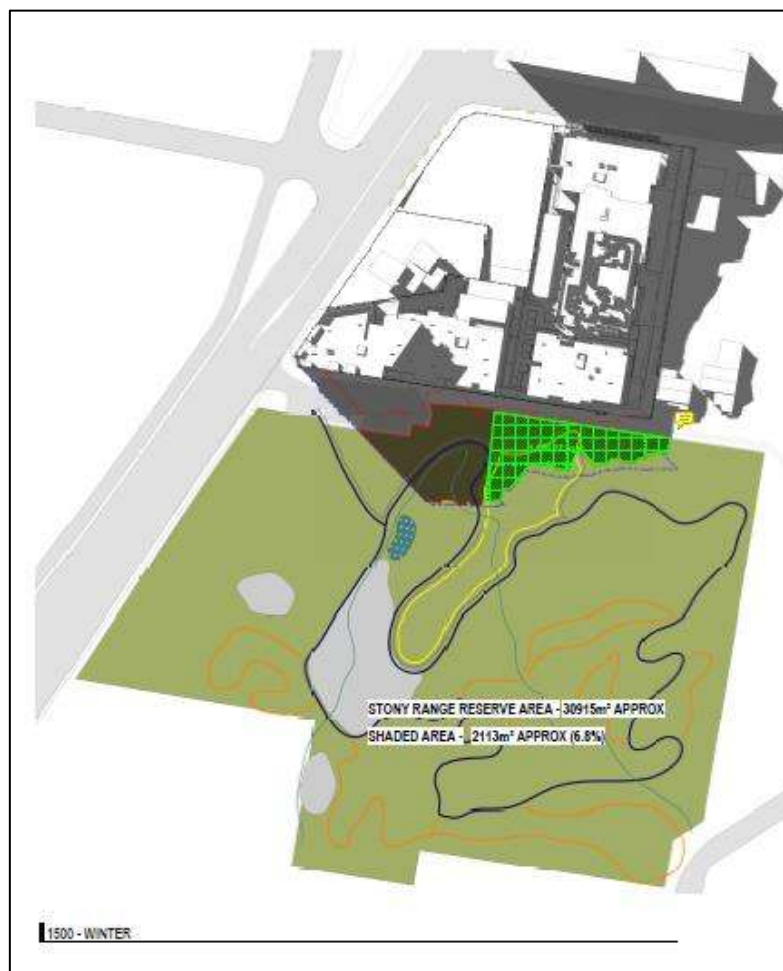 STONY RANGE RESERVE AREA - 30915m² APPROX
SHADED AREA - 2113m² APPROX (6.8%)
1500 - WINTER